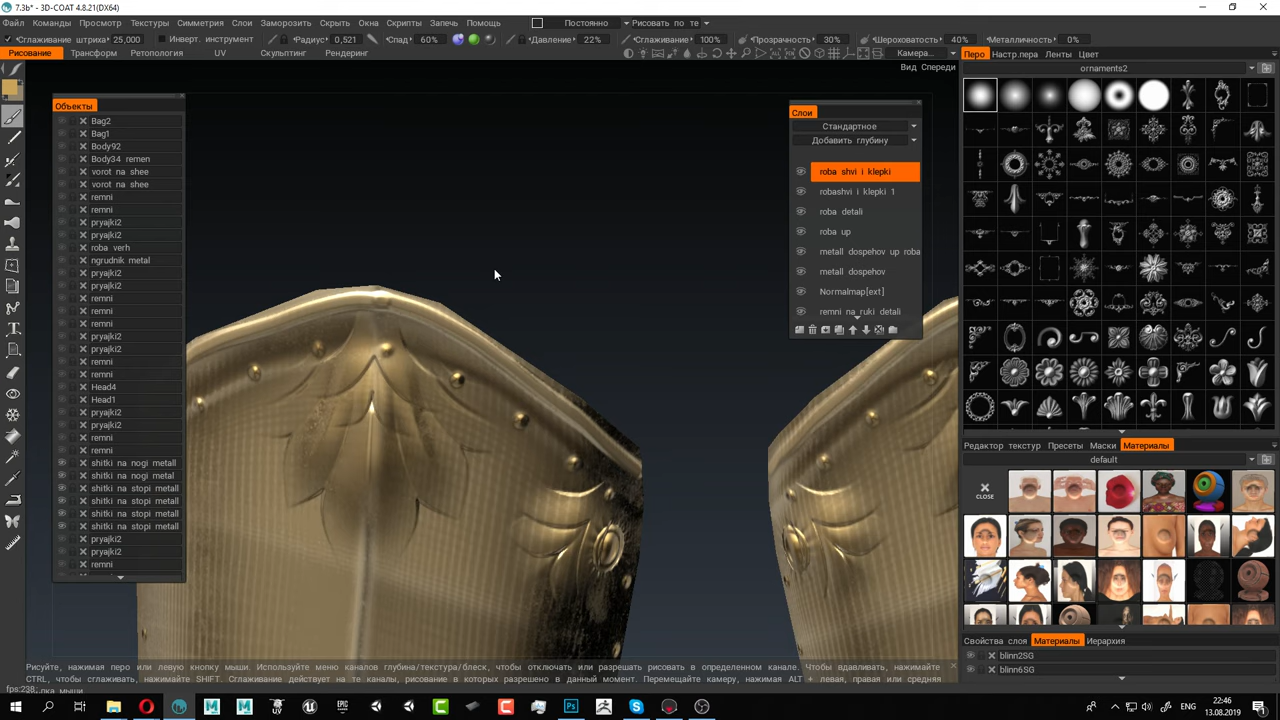 7.3b* - 3D-COAT 4.8.21(DX64)
Файл Команды Просмотр Текстуры Симметрия Слои Заморозить Скрыть Окна Скрипты Запечь Помощь Постоянно Рисовать по те
Сглаживание штриха 25,000 Инверт. инструмент Радиус 0,521 Спад 60% Давление 22% Сглаживание 100% Прозрачность 30% Шероховатость 40% Металличность 0%
Рисование Трансформ Ретопология UV Скульптинг Рендеринг Камера... Перо Настр.пера Ленты Цвет
Вид Спереди
ornaments2
Объекты
Bag2
Bag1
Body92
Body34 remen
vorot na shee
vorot na shee
remni
remni
pryajki2
pryajki2
roba verh
ngrudnik metal
pryajki2
pryajki2
remni
remni
remni
pryajki2
pryajki2
remni
remni
Head4
Head1
pryajki2
pryajki2
remni
remni
shitki na nogi metall
shitki na nogi metal
shitki na stopi metall
shitki na stopi metall
shitki na stopi metall
shitki na stopi metall
pryajki2
pryajki2
remni
Слои
Стандартное
Добавить глубину
roba shvi i klepki
robashvi i klepki 1
roba detali
roba up
metall dospehov up roba
metall dospehov
Normalmap[ext]
remni na ruki detali
Редактор текстур Пресеты Маски Материалы
default
CLOSE
Свойства слоя Материалы Иерархия
blinn2SG
blinn6SG
Рисуйте, нажимая перо или левую кнопку мыши. Используйте меню каналов глубина/текстура/блеск, чтобы отключать или разрешать рисовать в определенном канале. Чтобы вдавливать, нажимайте
CTRL, чтобы сглаживать, нажимайте SHIFT. Сглаживание действует на те каналы, рисование в которых разрешено в данный момент. Перемещайте камеру, нажимая ALT + левая, правая или средняя
fps:238;
22:46
13.08.2019
ENG